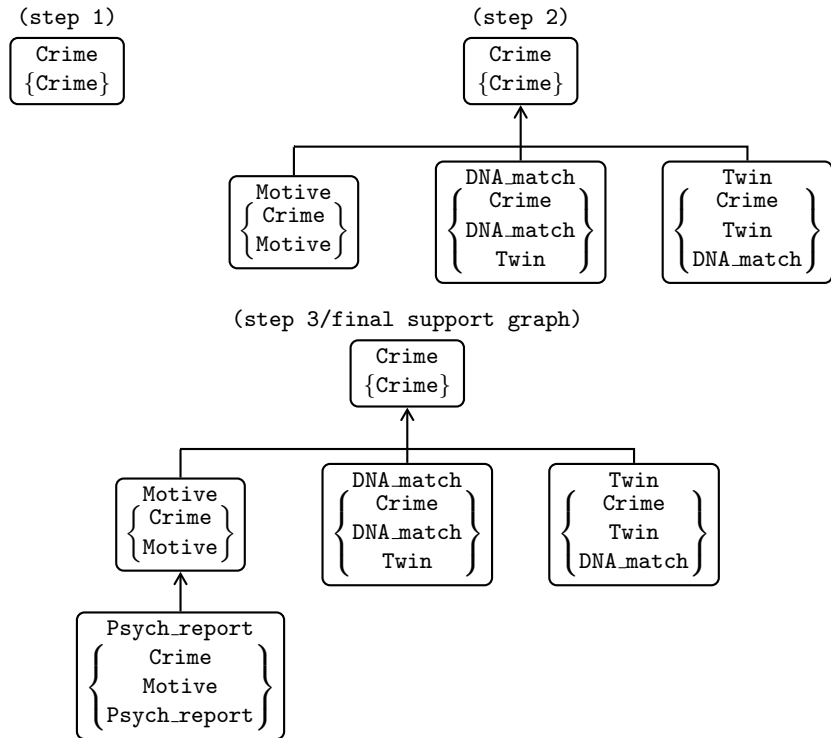 (step 1)
Crime
{Crime}
(step 2)
Crime
{Crime}
Motive
Crime
Motive
DNA_match
Crime
DNA_match
Twin
Twin
Crime
Twin
DNA_match
(step 3/final support graph)
Crime
{Crime}
Motive
Crime
Motive
DNA_match
Crime
DNA_match
Twin
Twin
Crime
Twin
DNA_match
Psych_report
Crime
Motive
Psych_report